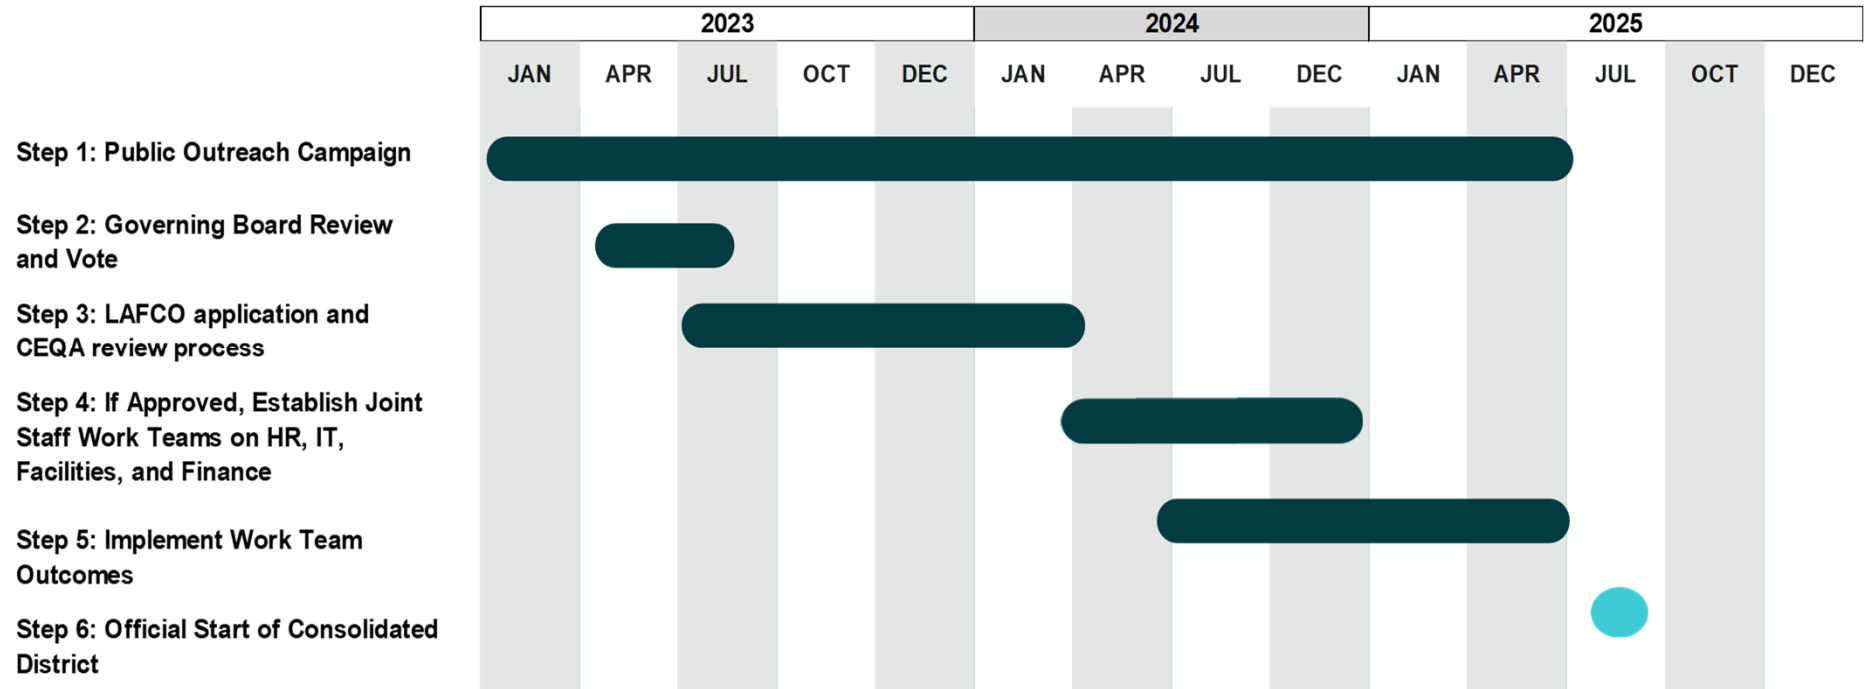 2023 2024 2025
JAN APR JUL OCT DEC JAN APR JUL DEC JAN APR JUL OCT DEC
Step 1: Public Outreach Campaign
Step 2: Governing Board Review
and Vote
Step 3: LAFCO application and
CEQA review process
Step 4: If Approved, Establish Joint
Staff Work Teams on HR, IT,
Facilities, and Finance
Step 5: Implement Work Team
Outcomes
Step 6: Official Start of Consolidated
District